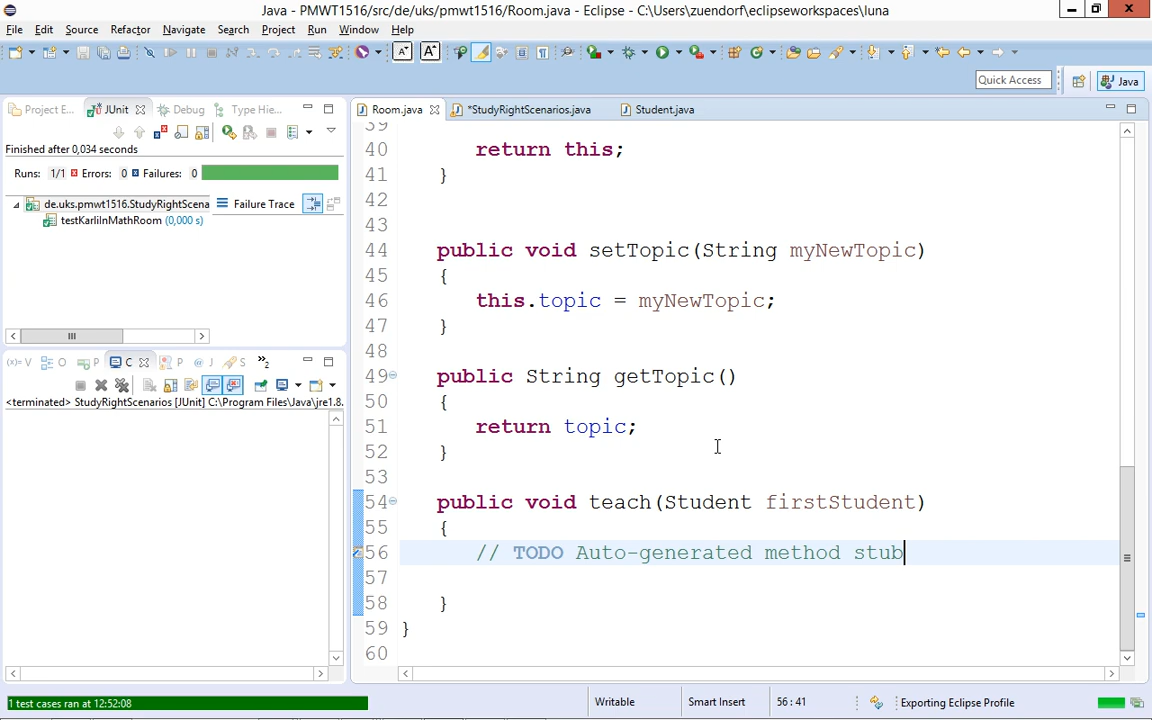 Java - PMWT1516/src/de/uks/pmwt1516/Room.java - Eclipse - C:\Users\zuendorf\eclipseworkspaces\luna
File Edit Source Refactor Navigate Search Project Run Window Help
Quick Access
Java
Project E...
JUnit
Debug
Type Hie...
Finished after 0,034 seconds
Runs: 1/1 Errors: 0 Failures: 0
de.uks.pmwt1516.StudyRightScena
Failure Trace
testKarliInMathRoom (0,000 s)
(x)= V
O
P
C
P
@ J
S
»2
<terminated> StudyRightScenarios [JUnit] C:\Program Files\Java\jre1.8.
Room.java
*StudyRightScenarios.java
Student.java
39
40 return this;
41 }
42
43
44 public void setTopic(String myNewTopic)
45 {
46 this.topic = myNewTopic;
47 }
48
49 public String getTopic()
50 {
51 return topic;
52 }
53
54 public void teach(Student firstStudent)
55 {
56 // TODO Auto-generated method stub
57
58 }
59 }
60
1 test cases ran at 12:52:08
Writable
Smart Insert
56 : 41
Exporting Eclipse Profile